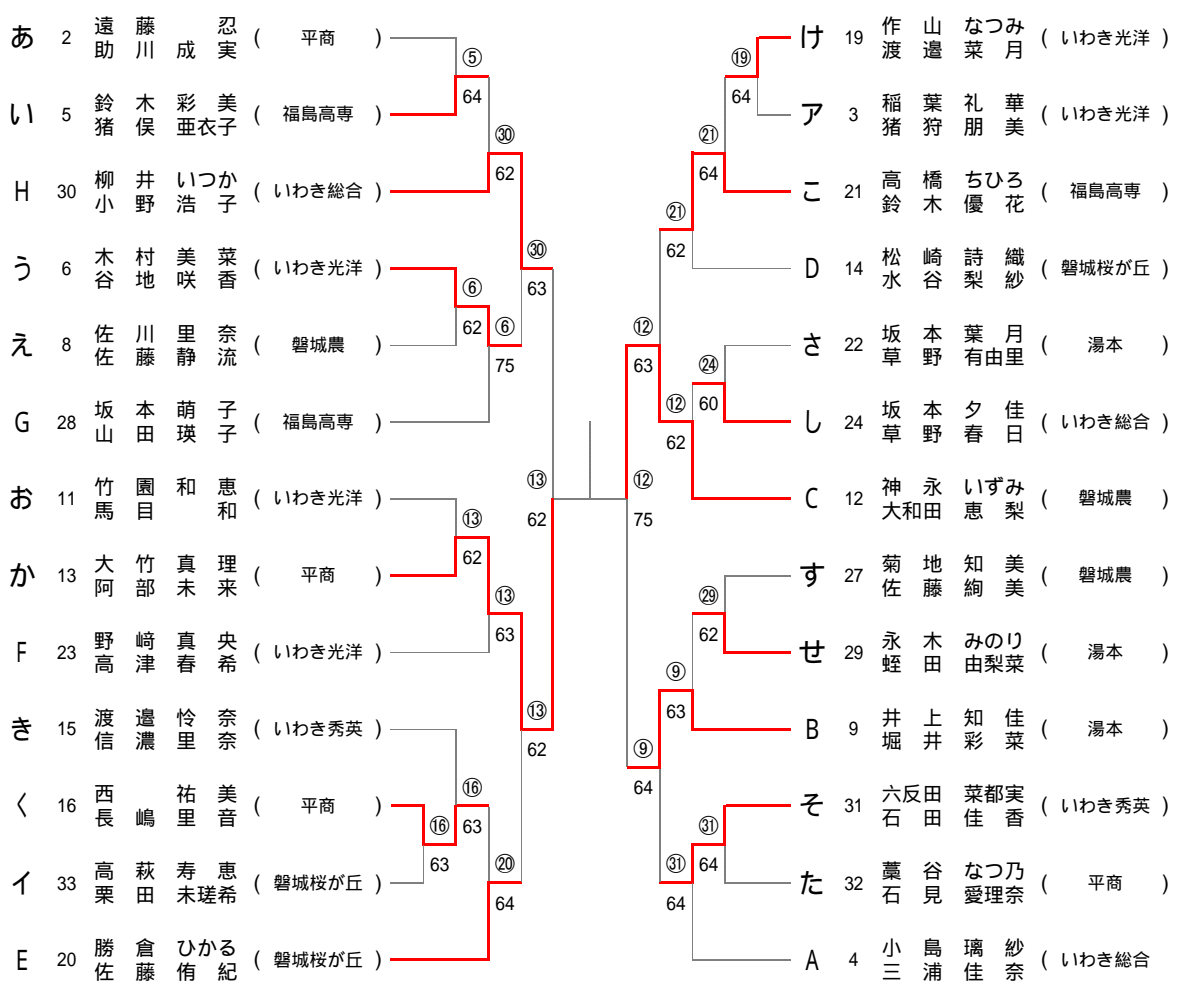 あ 2 遠藤 忍 ( 平商 )
助川成実
い 5 鈴木彩美 ( 福島高専 )
猪俣亜衣子
H 30 柳井いつか ( いわき総合 )
小野浩子
う 6 木村美菜 ( いわき光洋 )
谷地咲香
え 8 佐川里奈 ( 磐城農 )
佐藤静流
G 28 坂本萌子 ( 福島高専 )
山田瑛子
お 11 竹園和恵 ( いわき光洋 )
馬目 和
か 13 大竹真理 ( 平商 )
阿部未来
F 23 野﨑真央 ( いわき光洋 )
高津春希
き 15 渡邉怜奈 ( いわき秀英 )
信濃里奈
く 16 西 祐美 ( 平商 )
長嶋里音
イ 33 高萩寿恵 ( 磐城桜が丘 )
栗田未瑳希
E 20 勝倉ひかる ( 磐城桜が丘 )
佐藤侑紀
⑤
64
㉚
62
㉚
63
⑥
62
⑥
75
⑬
62
⑬
62
⑬
63
⑬
62
⑯
63
⑯
63
⑳
64
け 19 作山なつみ ( いわき光洋 )
渡邉菜月
ア 3 稲葉礼華 ( いわき光洋 )
猪狩朋美
こ 21 高橋ちひろ ( 福島高専 )
鈴木優花
D 14 松崎詩織 ( 磐城桜が丘 )
水谷梨紗
さ 22 坂本葉月 ( 湯本 )
草野有由里
し 24 坂本夕佳 ( いわき総合 )
草野春日
C 12 神永いずみ ( 磐城農 )
大和田恵梨
す 27 菊地知美 ( 磐城農 )
佐藤絢美
せ 29 永木みのり ( 湯本 )
蛭田由梨菜
B 9 井上知佳 ( 湯本 )
堀井彩菜
そ 31 六反田菜都実 ( いわき秀英 )
石田佳香
た 32 藁谷なつ乃 ( 平商 )
石見愛理奈
A 4 小島璃紗 ( いわき総合
三浦佳奈
⑲
64
㉑
64
㉑
62
⑫
63
㉔
60
⑫
62
⑫
75
㉙
62
⑨
63
⑨
64
㉛
64
㉛
64